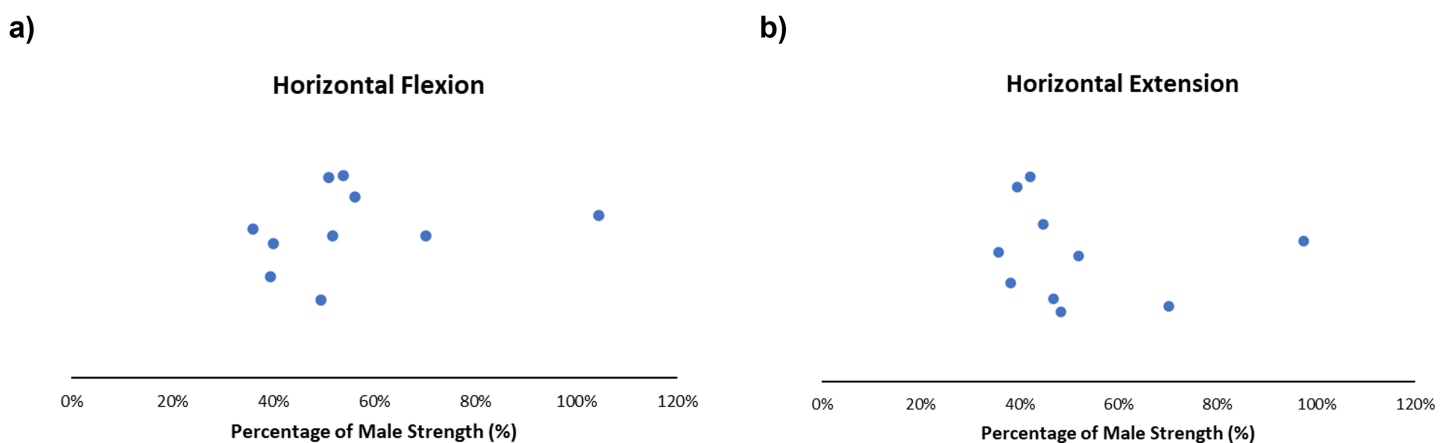 a)
Horizontal Flexion
0% 20% 40% 60% 80% 100% 120%
Percentage of Male Strength (%)
b)
Horizontal Extension
0% 20% 40% 60% 80% 100% 120%
Percentage of Male Strength (%)